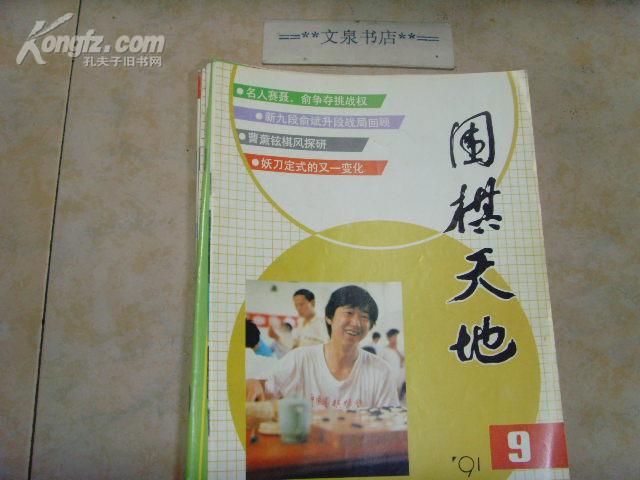 Kongfz.com
孔夫子旧书网
==**文泉书店**==
名人赛聂、俞争夺挑战权
新九段俞斌升段战局回顾
曹薰铉棋风探研
妖刀定式的又一变化
围棋天地
'91 9